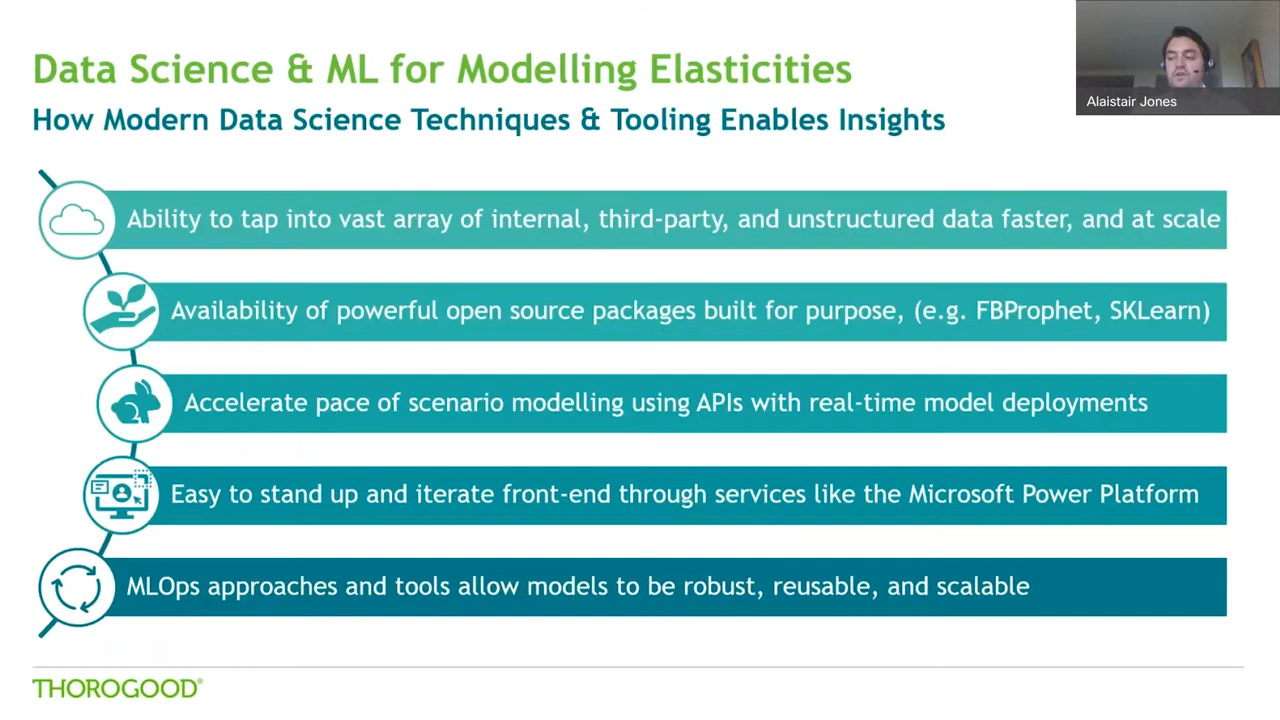 Data Science & ML for Modelling Elasticities
How Modern Data Science Techniques & Tooling Enables Insights
Alaistair Jones
Ability to tap into vast array of internal, third-party, and unstructured data faster, and at scale
Availability of powerful open source packages built for purpose, (e.g. FBProphet, SKLearn)
Accelerate pace of scenario modelling using APIs with real-time model deployments
Easy to stand up and iterate front-end through services like the Microsoft Power Platform
MLOps approaches and tools allow models to be robust, reusable, and scalable
THOROGOOD®